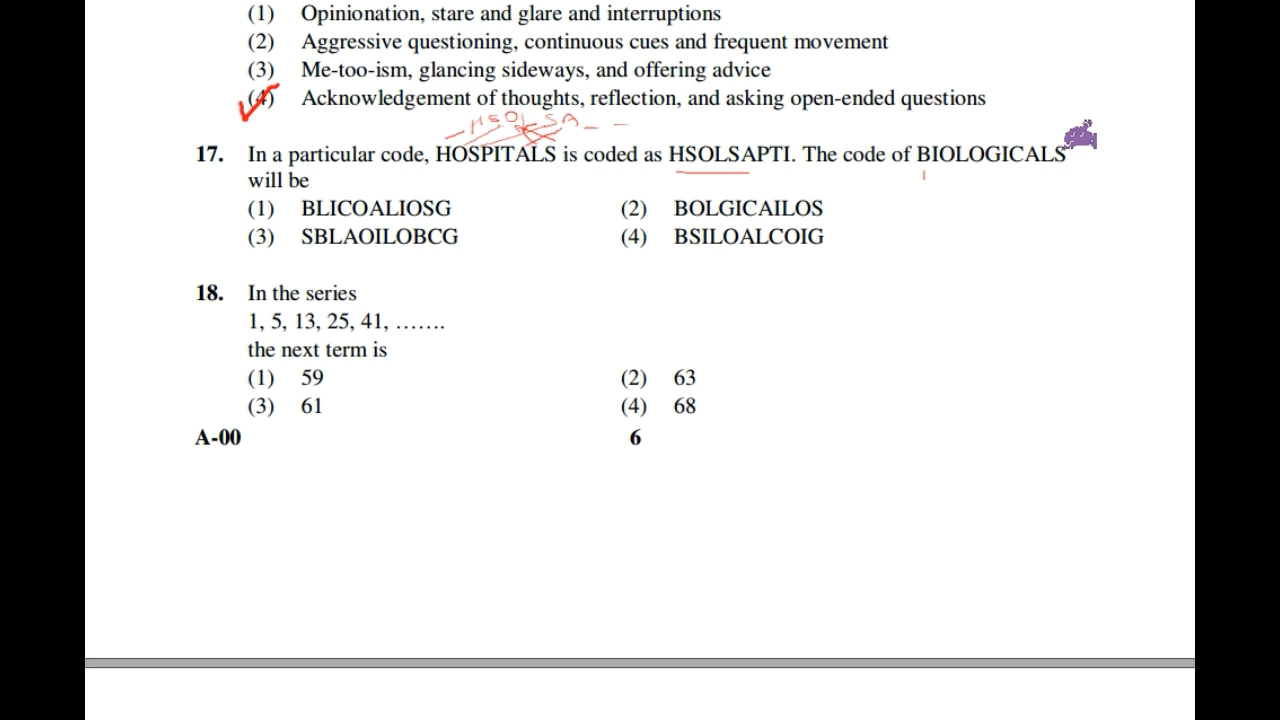 (1) Opinionation, stare and glare and interruptions
(2) Aggressive questioning, continuous cues and frequent movement
(3) Me-too-ism, glancing sideways, and offering advice
(4) Acknowledgement of thoughts, reflection, and asking open-ended questions
HSOLSA
17. In a particular code, HOSPITALS is coded as HSOLSAPTI. The code of BIOLOGICALS
will be
(1) BLICOALIOSG (2) BOLGICAILOS
(3) SBLAOILOBCG (4) BSILOALCOIG
18. In the series
1, 5, 13, 25, 41, …….
the next term is
(1) 59 (2) 63
(3) 61 (4) 68
A-00 6